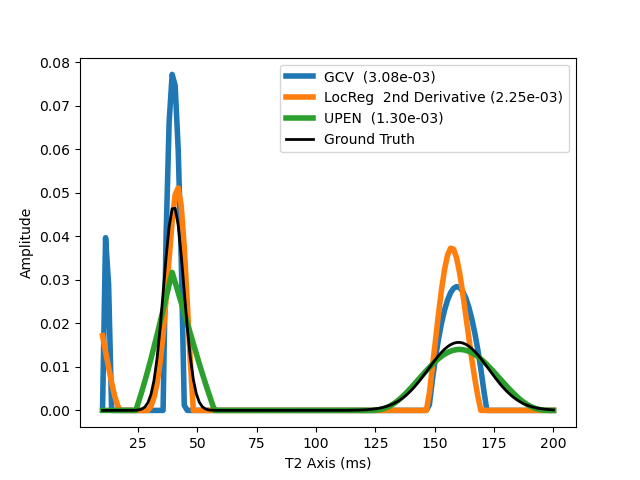 0.08
0.07
0.06
0.05
0.04
0.03
0.02
0.01
0.00
Amplitude
25
50
75
100
125
150
175
200
T2 Axis (ms)
GCV  (3.08e-03)
LocReg  2nd Derivative (2.25e-03)
UPEN  (1.30e-03)
Ground Truth